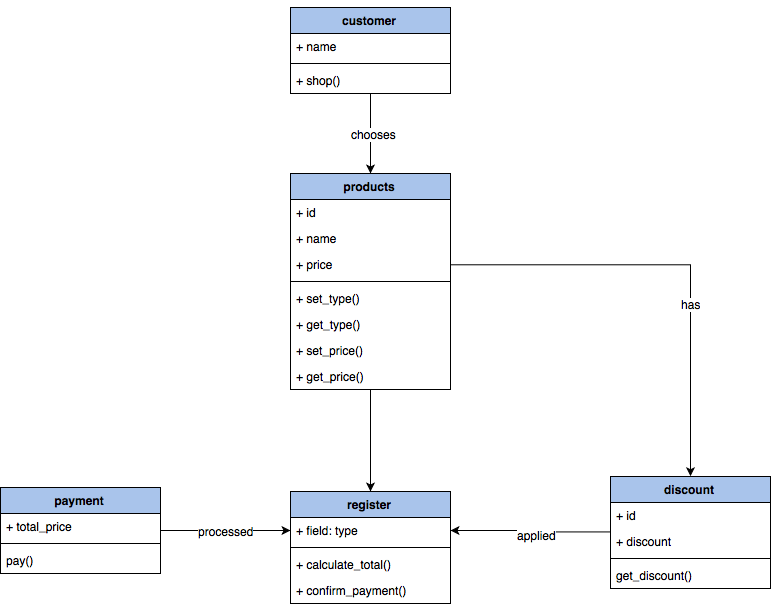 customer
+ name
+ shop()
chooses
products
+ id
+ name
+ price
+ set_type()
+ get_type()
+ set_price()
+ get_price()
has
payment
+ total_price
pay()
processed
register
+ field: type
+ calculate_total()
+ confirm_payment()
applied
discount
+ id
+ discount
get_discount()